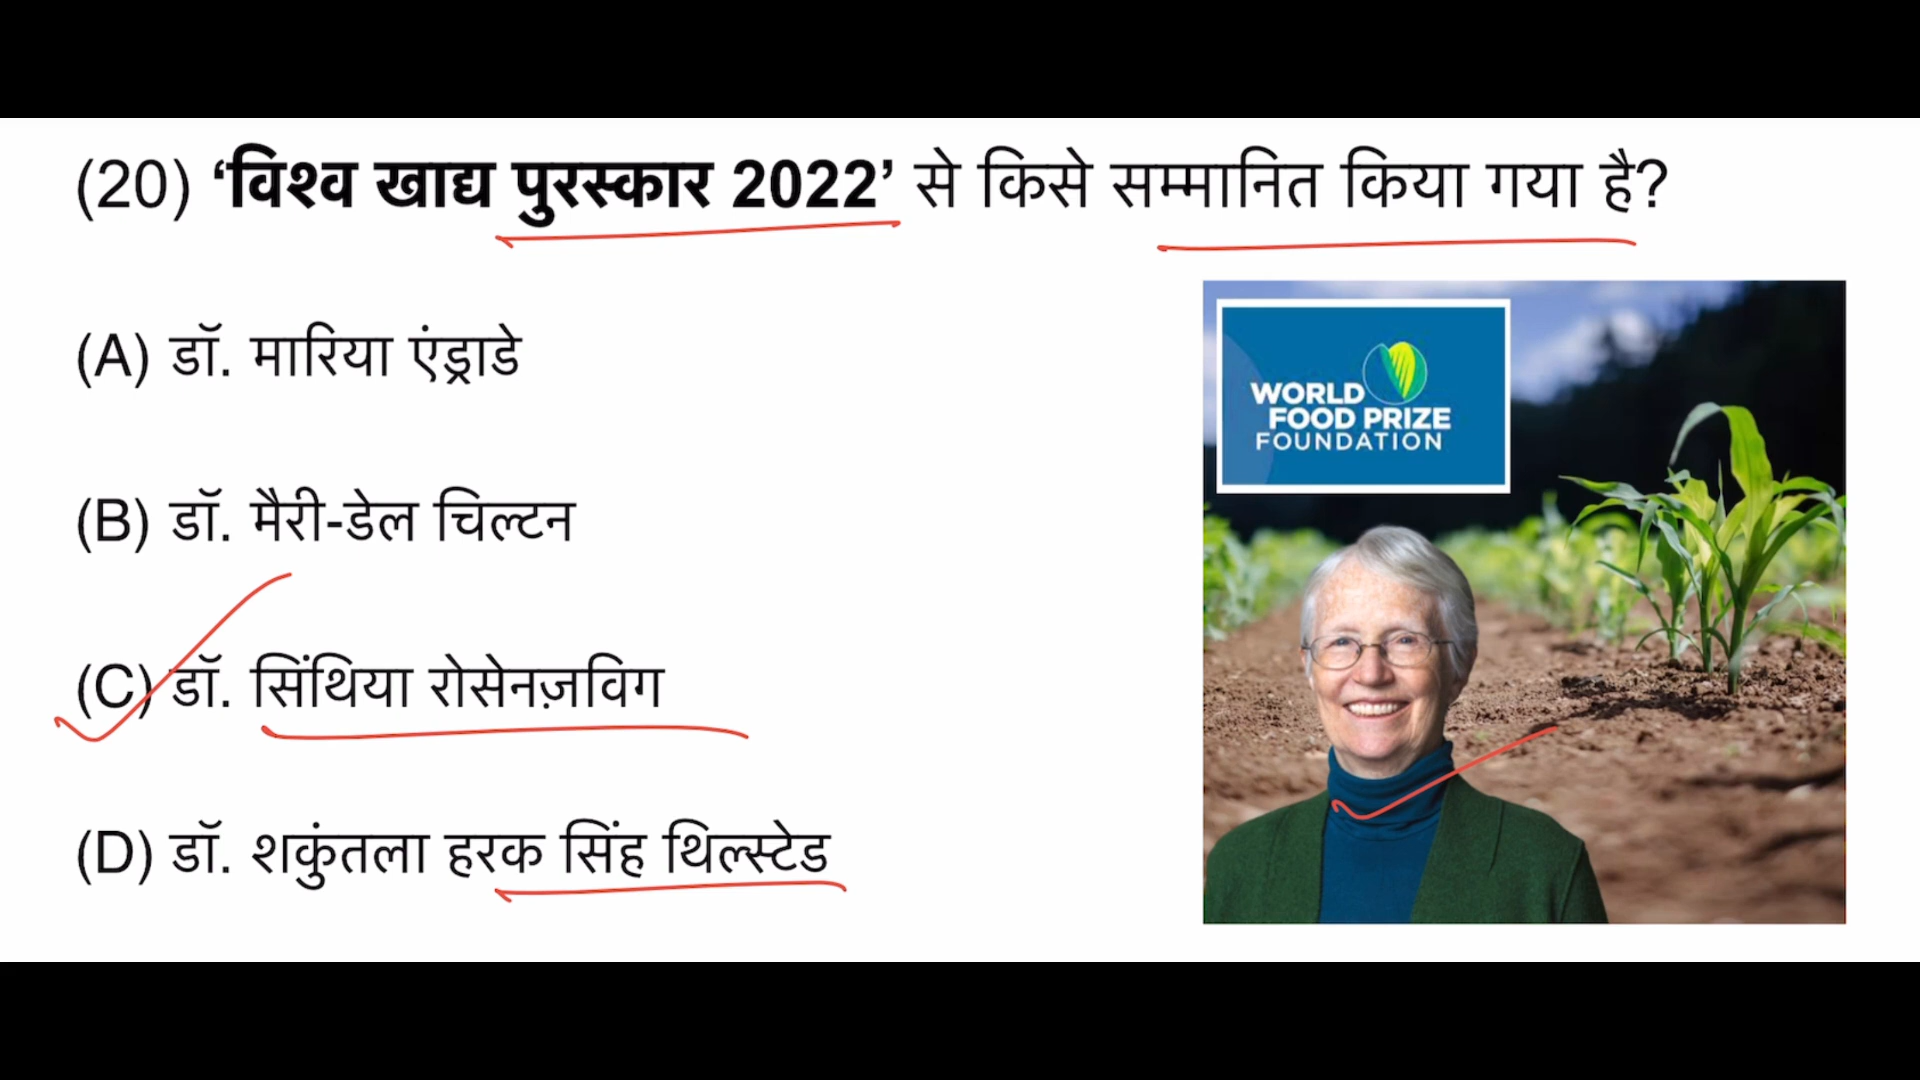 (20) ‘विश्व खाद्य पुरस्कार 2022’ से किसे सम्मानित किया गया है?
(A) डॉ. मारिया एंड्राडे
(B) डॉ. मैरी-डेल चिल्टन
(C) डॉ. सिंथिया रोसेनज़विग
(D) डॉ. शकुंतला हरक सिंह थिल्स्टेड
WORLD
FOOD PRIZE
FOUNDATION